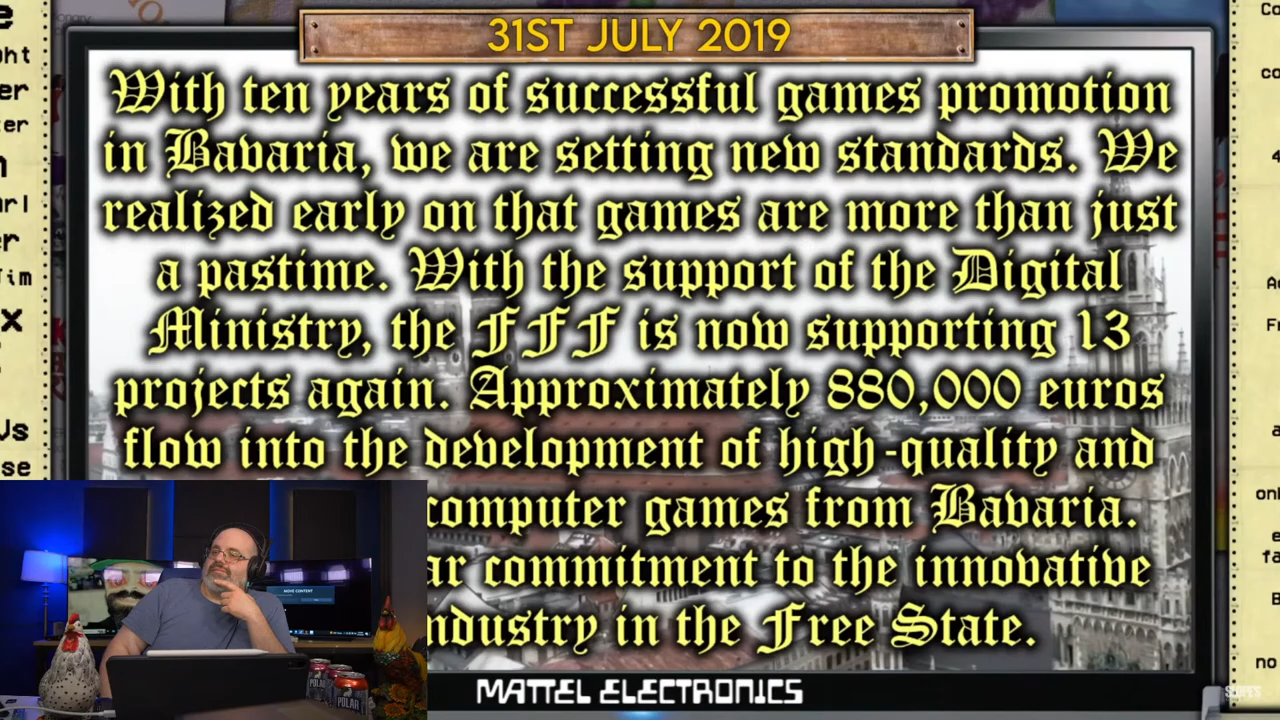 31ST JULY 2019
With ten years of successful games promotion
in Bavaria, we are setting new standards. We
realized early on that games are more than just
a pastime. With the support of the Digital
Ministry, the FFF is now supporting 13
projects again. Approximately 880,000 euros
flow into the development of high-quality and
computer games from Bavaria.
commitment to the innovative
in the Free State.
MATTEL ELECTRONICS
MOVE CONTENT
POLAR
POLAR